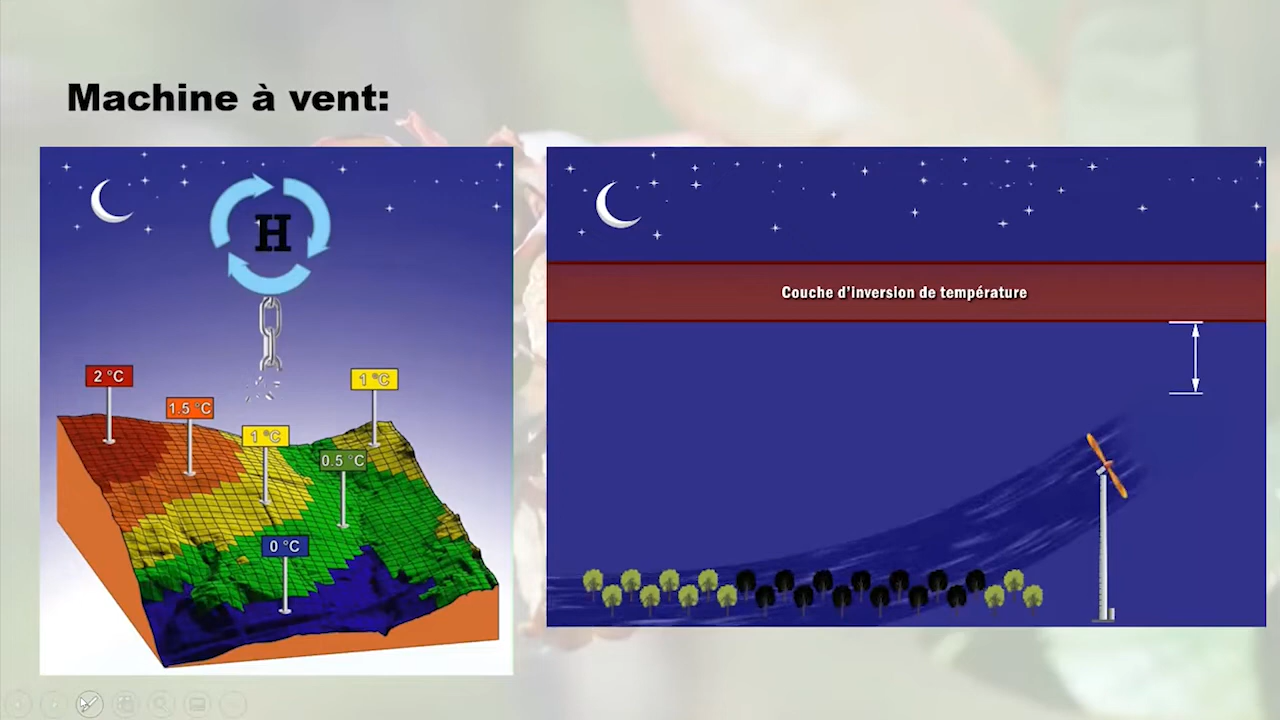 Machine à vent:
H
2 °C
1.5 °C
1 °C
1 °C
0.5 °C
0 °C
Couche d'inversion de température